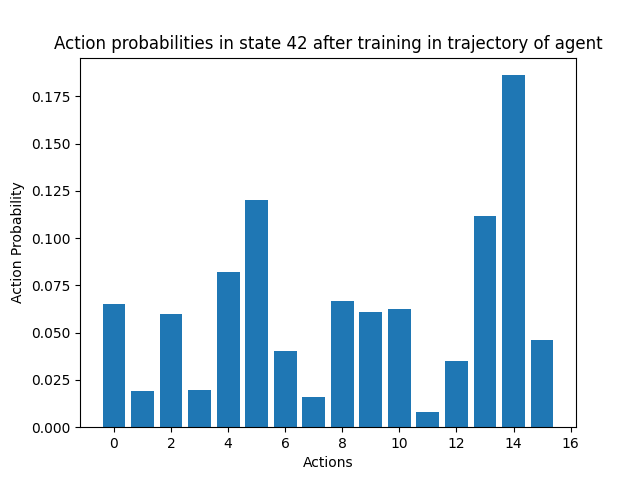 Action probabilities in state 42 after training in trajectory of agent
0.175
0.150
0.125
0.100
0.075
0.050
0.025
0.000
Action Probability
0 2 4 6 8 10 12 14 16
Actions